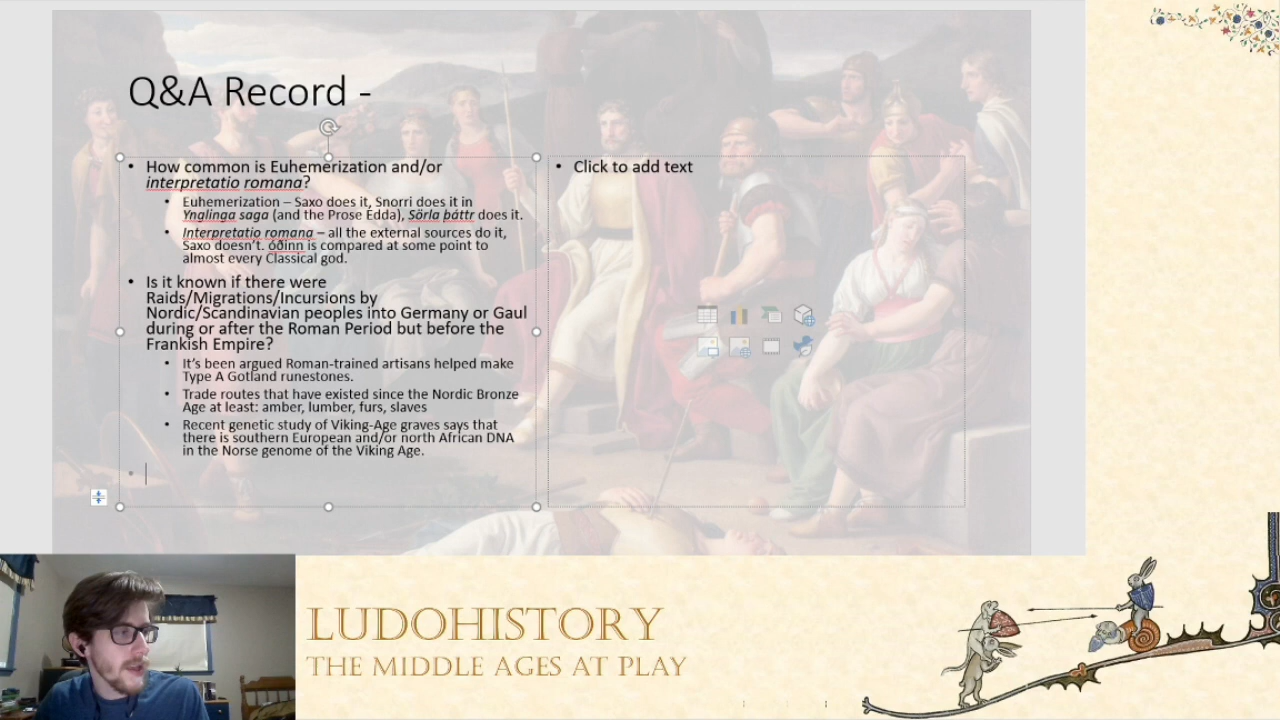 Q&A Record -
• How common is Euhemerization and/or
interpretatio romana?
• Euhemerization – Saxo does it, Snorri does it in
Ynglinga saga (and the Prose Edda), Sörla þáttr does it.
• Interpretatio romana – all the external sources do it,
Saxo doesn't. óðinn is compared at some point to
almost every Classical god.
• Is it known if there were
Raids/Migrations/Incursions by
Nordic/Scandinavian peoples into Germany or Gaul
during or after the Roman Period but before the
Frankish Empire?
• It's been argued Roman-trained artisans helped make
Type A Gotland runestones.
• Trade routes that have existed since the Nordic Bronze
Age at least: amber, lumber, furs, slaves
• Recent genetic study of Viking-Age graves says that
there is southern European and/or north African DNA
in the Norse genome of the Viking Age.
• Click to add text
LUDOHISTORY
THE MIDDLE AGES AT PLAY